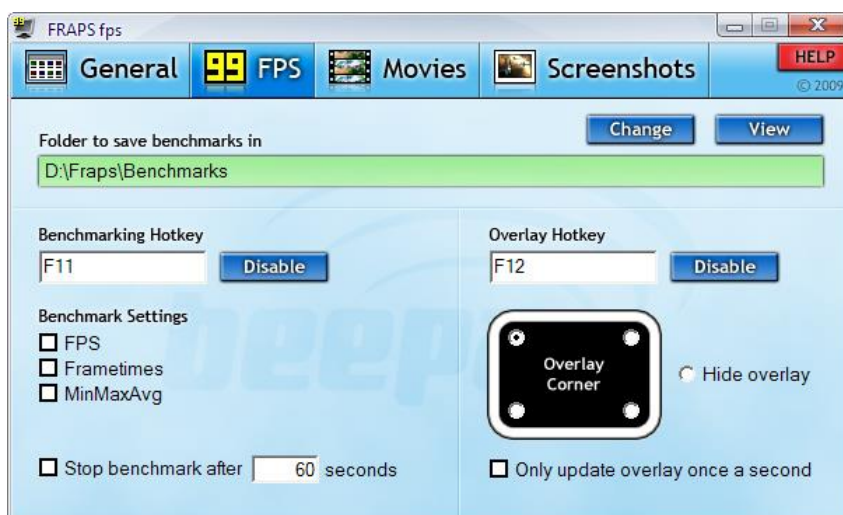 FRAPS fps
General
99 FPS
Movies
Screenshots
HELP
© 2009
Folder to save benchmarks in
Change
View
D:\Fraps\Benchmarks
Benchmarking Hotkey
F11
Disable
Overlay Hotkey
F12
Disable
Benchmark Settings
FPS
Frametimes
MinMaxAvg
Stop benchmark after 60 seconds
Overlay
Corner
Hide overlay
Only update overlay once a second